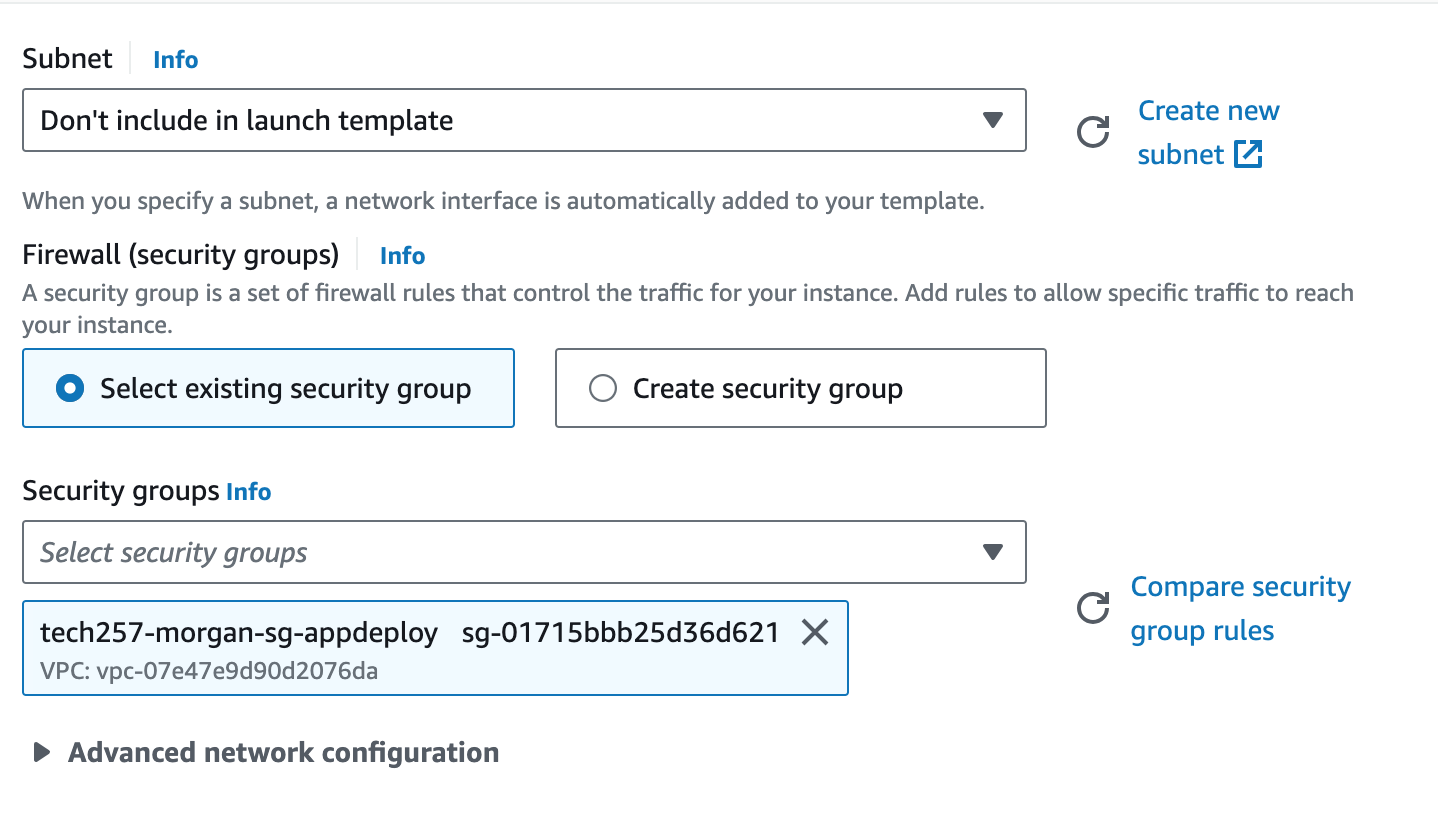 Subnet Info
Don't include in launch template
Create new
subnet
When you specify a subnet, a network interface is automatically added to your template.
Firewall (security groups) Info
A security group is a set of firewall rules that control the traffic for your instance. Add rules to allow specific traffic to reach
your instance.
Select existing security group
Create security group
Security groups Info
Select security groups
Compare security
group rules
tech257-morgan-sg-appdeploy sg-01715bbb25d36d621
VPC: vpc-07e47e9d90d2076da
Advanced network configuration